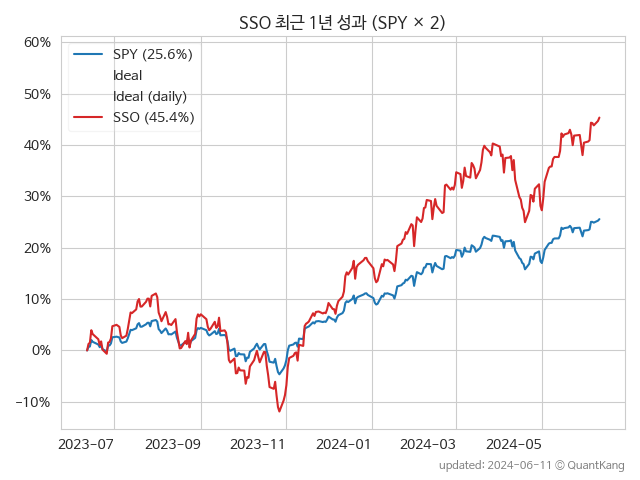 SSO 최근 1년 성과 (SPY × 2)
60%
50%
40%
30%
20%
10%
0%
−10%
SPY (25.6%)
Ideal
Ideal (daily)
SSO (45.4%)
2023−07
2023−09
2023−11
2024−01
2024−03
2024−05
updated: 2024−06−11 © QuantKang